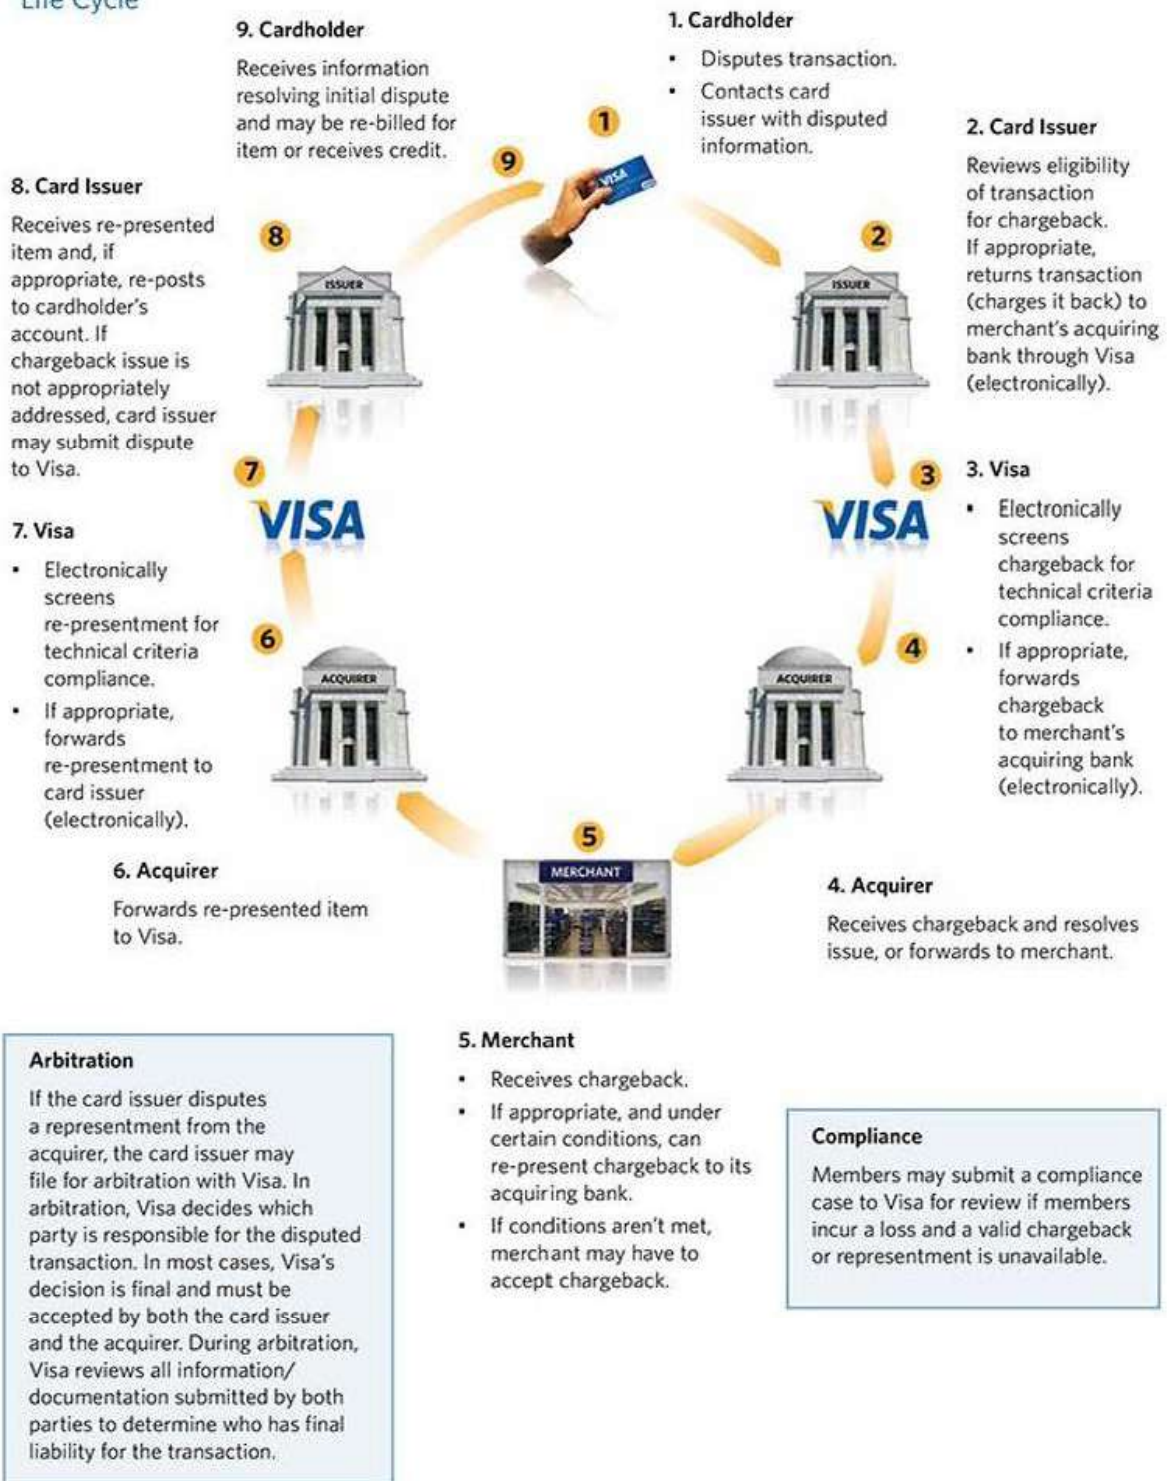 Life Cycle
9. Cardholder
Receives information
resolving initial dispute
and may be re-billed for
item or receives credit.
1. Cardholder
▪ Disputes transaction.
▪ Contacts card
issuer with disputed
information.
2. Card Issuer
Reviews eligibility
of transaction
for chargeback.
If appropriate,
returns transaction
(charges it back) to
merchant's acquiring
bank through Visa
(electronically).
8. Card Issuer
Receives re-presented
item and, if
appropriate, re-posts
to cardholder's
account. If
chargeback issue is
not appropriately
addressed, card issuer
may submit dispute
to Visa.
1
VISA
9
8
ISSUER
2
ISSUER
7
VISA
3
VISA
3. Visa
▪ Electronically
screens
chargeback for
technical criteria
compliance.
▪ If appropriate,
forwards
chargeback
to merchant's
acquiring bank
(electronically).
7. Visa
▪ Electronically
screens
re-presentment for
technical criteria
compliance.
▪ If appropriate,
forwards
re-presentment to
card issuer
(electronically).
6
ACQUIRER
4
ACQUIRER
5
MERCHANT
6. Acquirer
Forwards re-presented item
to Visa.
4. Acquirer
Receives chargeback and resolves
issue, or forwards to merchant.
Arbitration
If the card issuer disputes
a representment from the
acquirer, the card issuer may
file for arbitration with Visa. In
arbitration, Visa decides which
party is responsible for the disputed
transaction. In most cases, Visa's
decision is final and must be
accepted by both the card issuer
and the acquirer. During arbitration,
Visa reviews all information/
documentation submitted by both
parties to determine who has final
liability for the transaction.
5. Merchant
▪ Receives chargeback.
▪ If appropriate, and under
certain conditions, can
re-present chargeback to its
acquiring bank.
▪ If conditions aren't met,
merchant may have to
accept chargeback.
Compliance
Members may submit a compliance
case to Visa for review if members
incur a loss and a valid chargeback
or representment is unavailable.